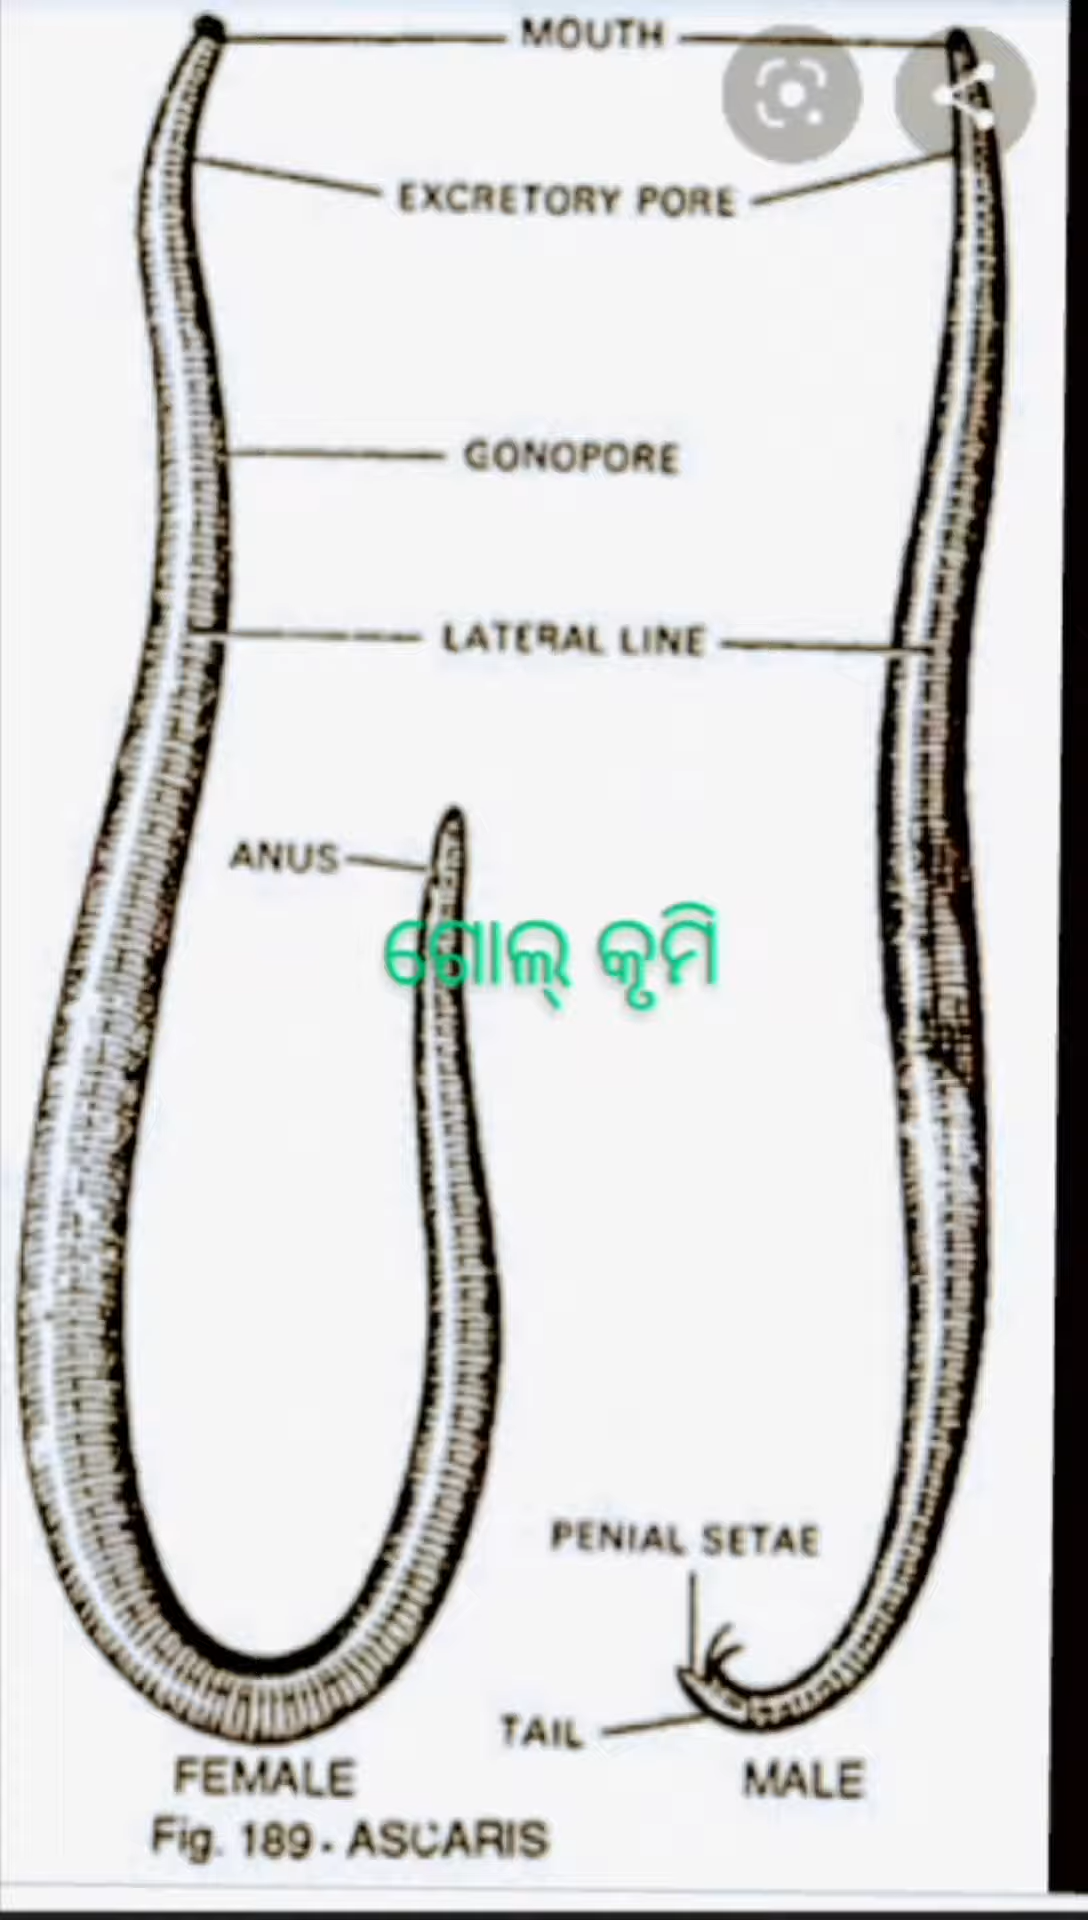 MOUTH
EXCRETORY PORE
GONOPORE
LATERAL LINE
ANUS
ଗୋଲ୍ କୃମି
PENIAL SETAE
TAIL
FEMALE
MALE
Fig. 189. ASCARIS